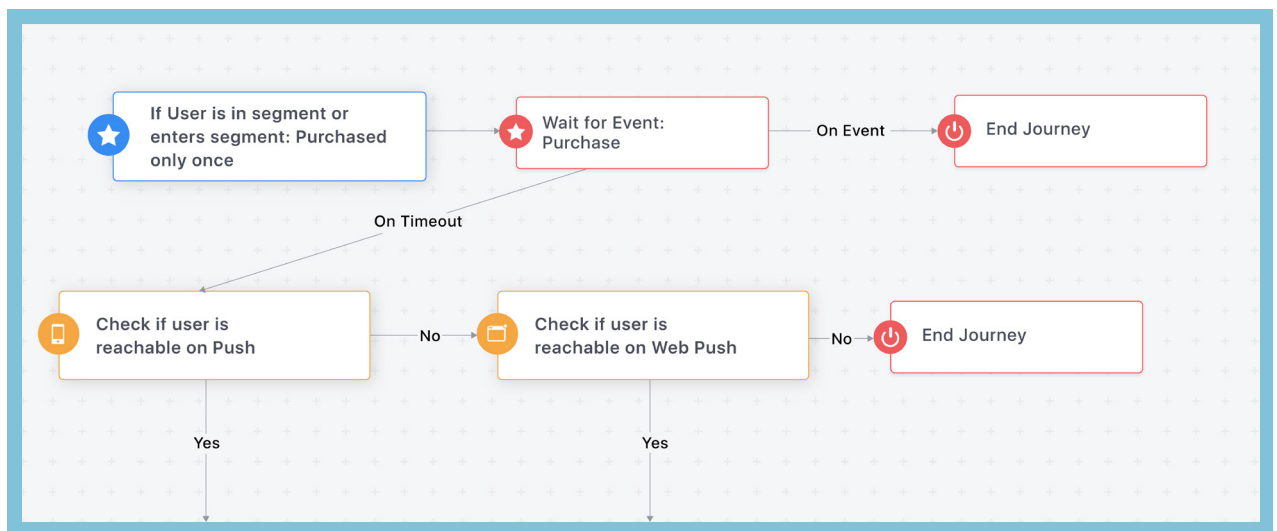 If User is in segment or
enters segment: Purchased
only once
Wait for Event:
Purchase
On Event
End Journey
On Timeout
Check if user is
reachable on Push
No
Check if user is
reachable on Web Push
No
End Journey
Yes
Yes